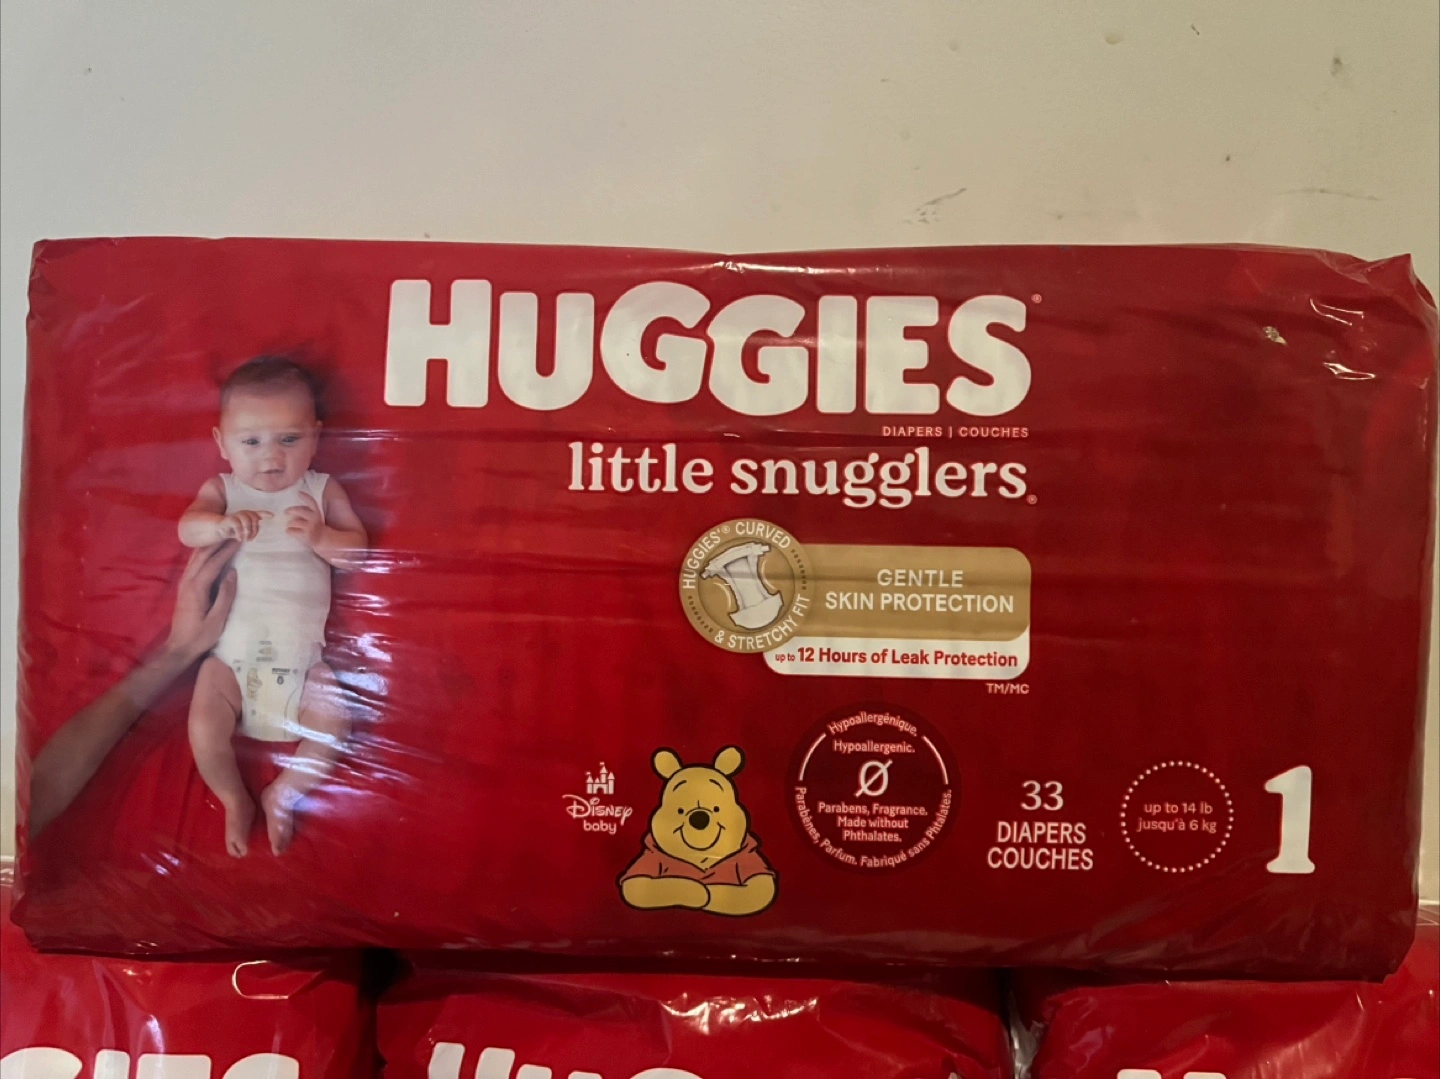 HUGGIES®
DIAPERS | COUCHES
little snugglers®
HUGGIES'® CURVED
& STRETCHY FIT
GENTLE
SKIN PROTECTION
up to 12 Hours of Leak Protection
TM/MC
Disney
baby
Hypoallergénique.
Hypoallergenic.
Parabens, Fragrance.
Made without
Phthalates.
Parabènes, Parfum. Fabriqué sans Phtalates.
33
DIAPERS
COUCHES
up to 14 lb
jusqu'à 6 kg
1
GIES
HUGG